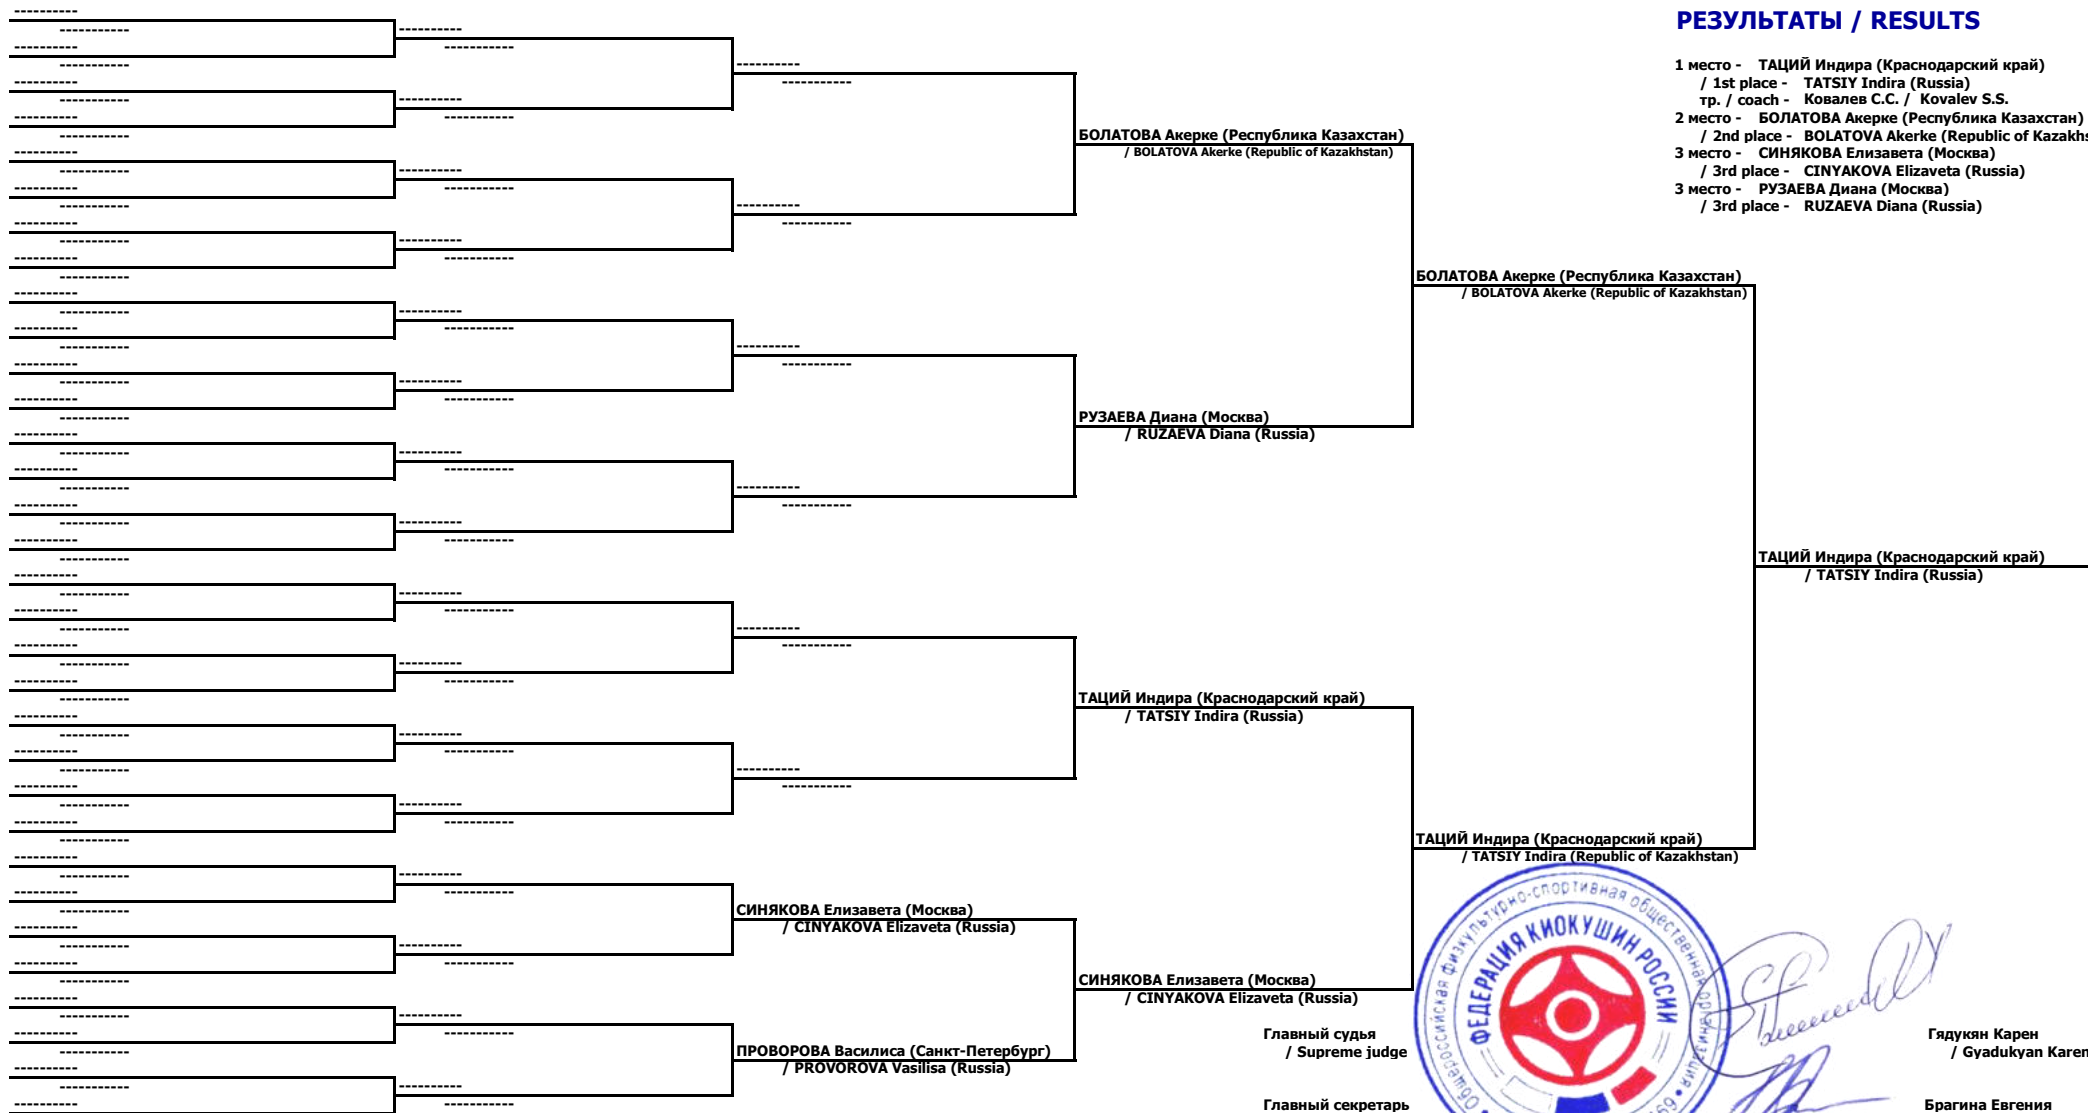 РЕЗУЛЬТАТЫ / RESULTS
1 место - ТАЦИЙ Индира (Краснодарский край)
/ 1st place - TATSIY Indira (Russia)
тр. / coach - Ковалев С.С. / Kovalev S.S.
2 место - БОЛАТОВА Акерке (Республика Казахстан)
/ 2nd place - BOLATOVA Akerke (Republic of Kazakhs
3 место - СИНЯКОВА Елизавета (Москва)
/ 3rd place - CINYAKOVA Elizaveta (Russia)
3 место - РУЗАЕВА Диана (Москва)
/ 3rd place - RUZAEVA Diana (Russia)
БОЛАТОВА Акерке (Республика Казахстан)
/ BOLATOVA Akerke (Republic of Kazakhstan)
БОЛАТОВА Акерке (Республика Казахстан)
/ BOLATOVA Akerke (Republic of Kazakhstan)
РУЗАЕВА Диана (Москва)
/ RUZAEVA Diana (Russia)
ТАЦИЙ Индира (Краснодарский край)
/ TATSIY Indira (Russia)
ТАЦИЙ Индира (Краснодарский край)
/ TATSIY Indira (Russia)
ТАЦИЙ Индира (Краснодарский край)
/ TATSIY Indira (Republic of Kazakhstan)
СИНЯКОВА Елизавета (Москва)
/ CINYAKOVA Elizaveta (Russia)
СИНЯКОВА Елизавета (Москва)
/ CINYAKOVA Elizaveta (Russia)
ПРОВОРОВА Василиса (Санкт-Петербург)
/ PROVOROVA Vasilisa (Russia)
Общероссийская физкультурно-спортивная общественная организация
ФЕДЕРАЦИЯ КИОКУШИН РОССИИ
Главный судья
/ Supreme judge
Гядукян Карен
/ Gyadukyan Karen
Главный секретарь
Брагина Евгения